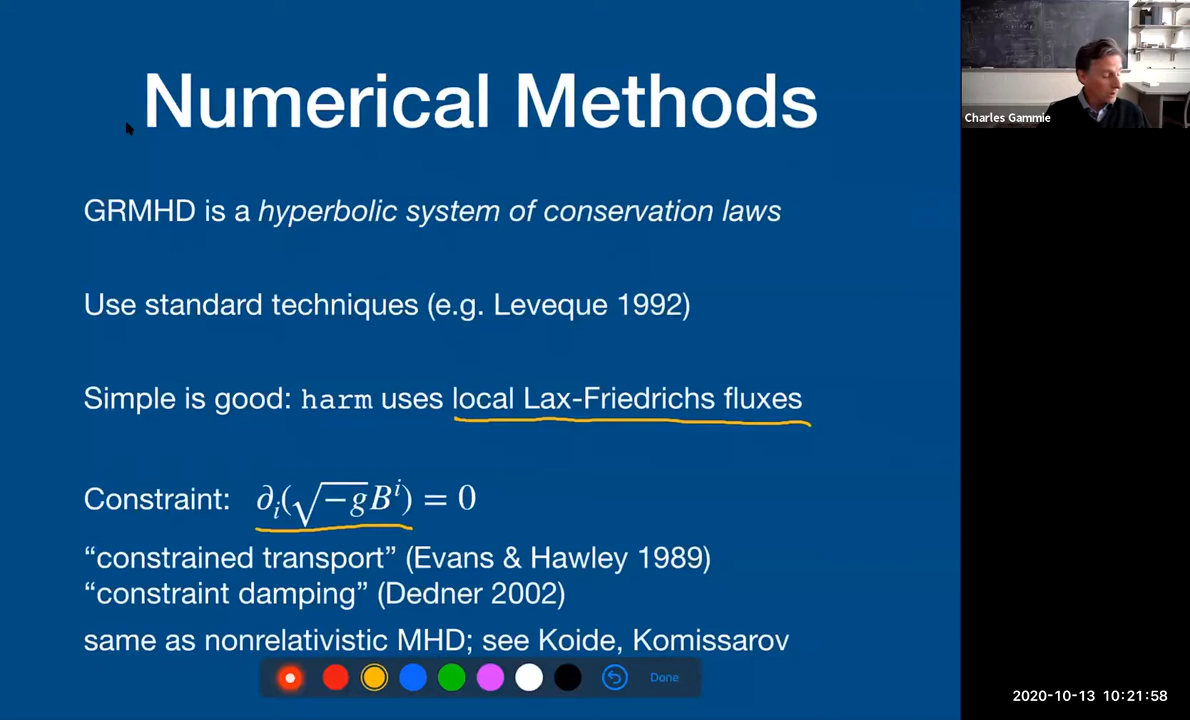 Numerical Methods
GRMHD is a hyperbolic system of conservation laws
Use standard techniques (e.g. Leveque 1992)
Simple is good: harm uses local Lax-Friedrichs fluxes
Constraint: ∂ᵢ(√−g Bⁱ) = 0
“constrained transport” (Evans & Hawley 1989)
“constraint damping” (Dedner 2002)
same as nonrelativistic MHD; see Koide, Komissarov
Done
Charles Gammie
2020-10-13 10:21:58